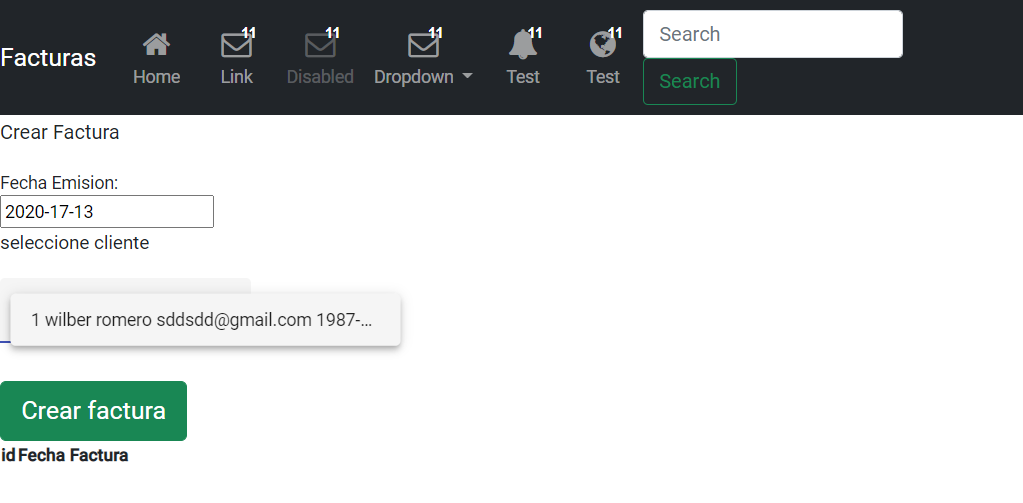 Facturas
11 11 11 11 11
Home Link Disabled Dropdown Test Test
Search
Search
Crear Factura
Fecha Emision:
2020-17-13
seleccione cliente
1 wilber romero sddsdd@gmail.com 1987-...
Crear factura
id Fecha Factura